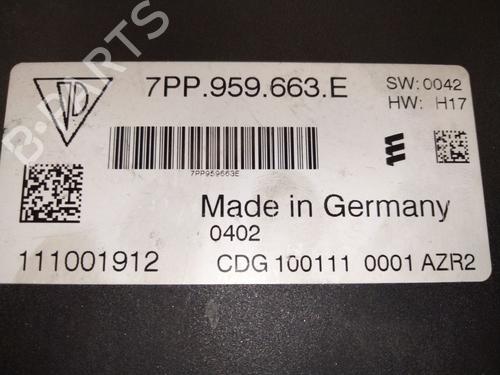 7PP.959.663.E
SW:0042
HW: H17
7PP959663E
Made in Germany
0402
111001912
CDG 100111 0001 AZR2
B-PARTS